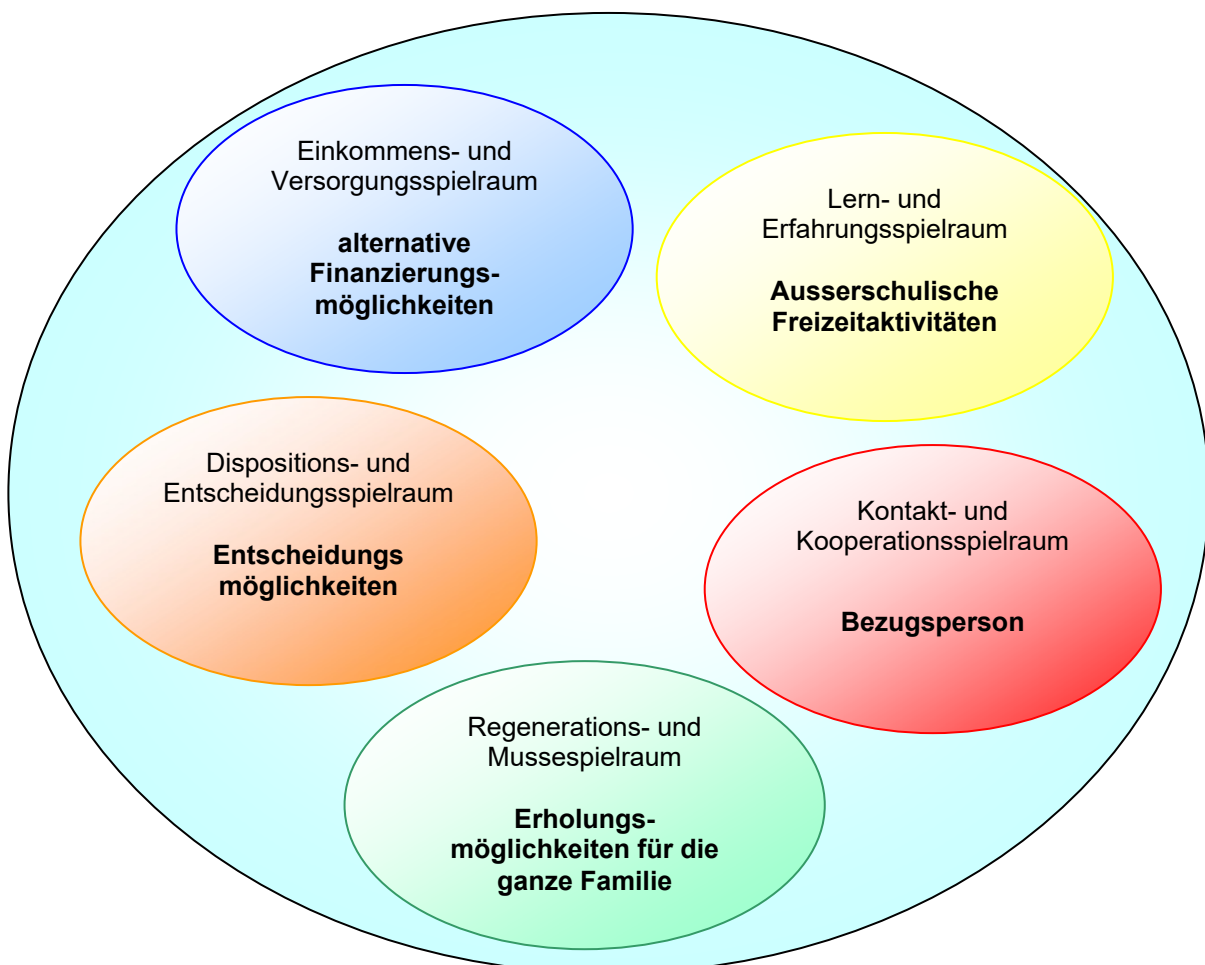 Einkommens- und
Versorgungsspielraum
alternative
Finanzierungs-
möglichkeiten
Lern- und
Erfahrungsspielraum
Ausserschulische
Freizeitaktivitäten
Dispositions- und
Entscheidungsspielraum
Entscheidungs
möglichkeiten
Kontakt- und
Kooperationsspielraum
Bezugsperson
Regenerations- und
Mussespielraum
Erholungs-
möglichkeiten für die
ganze Familie